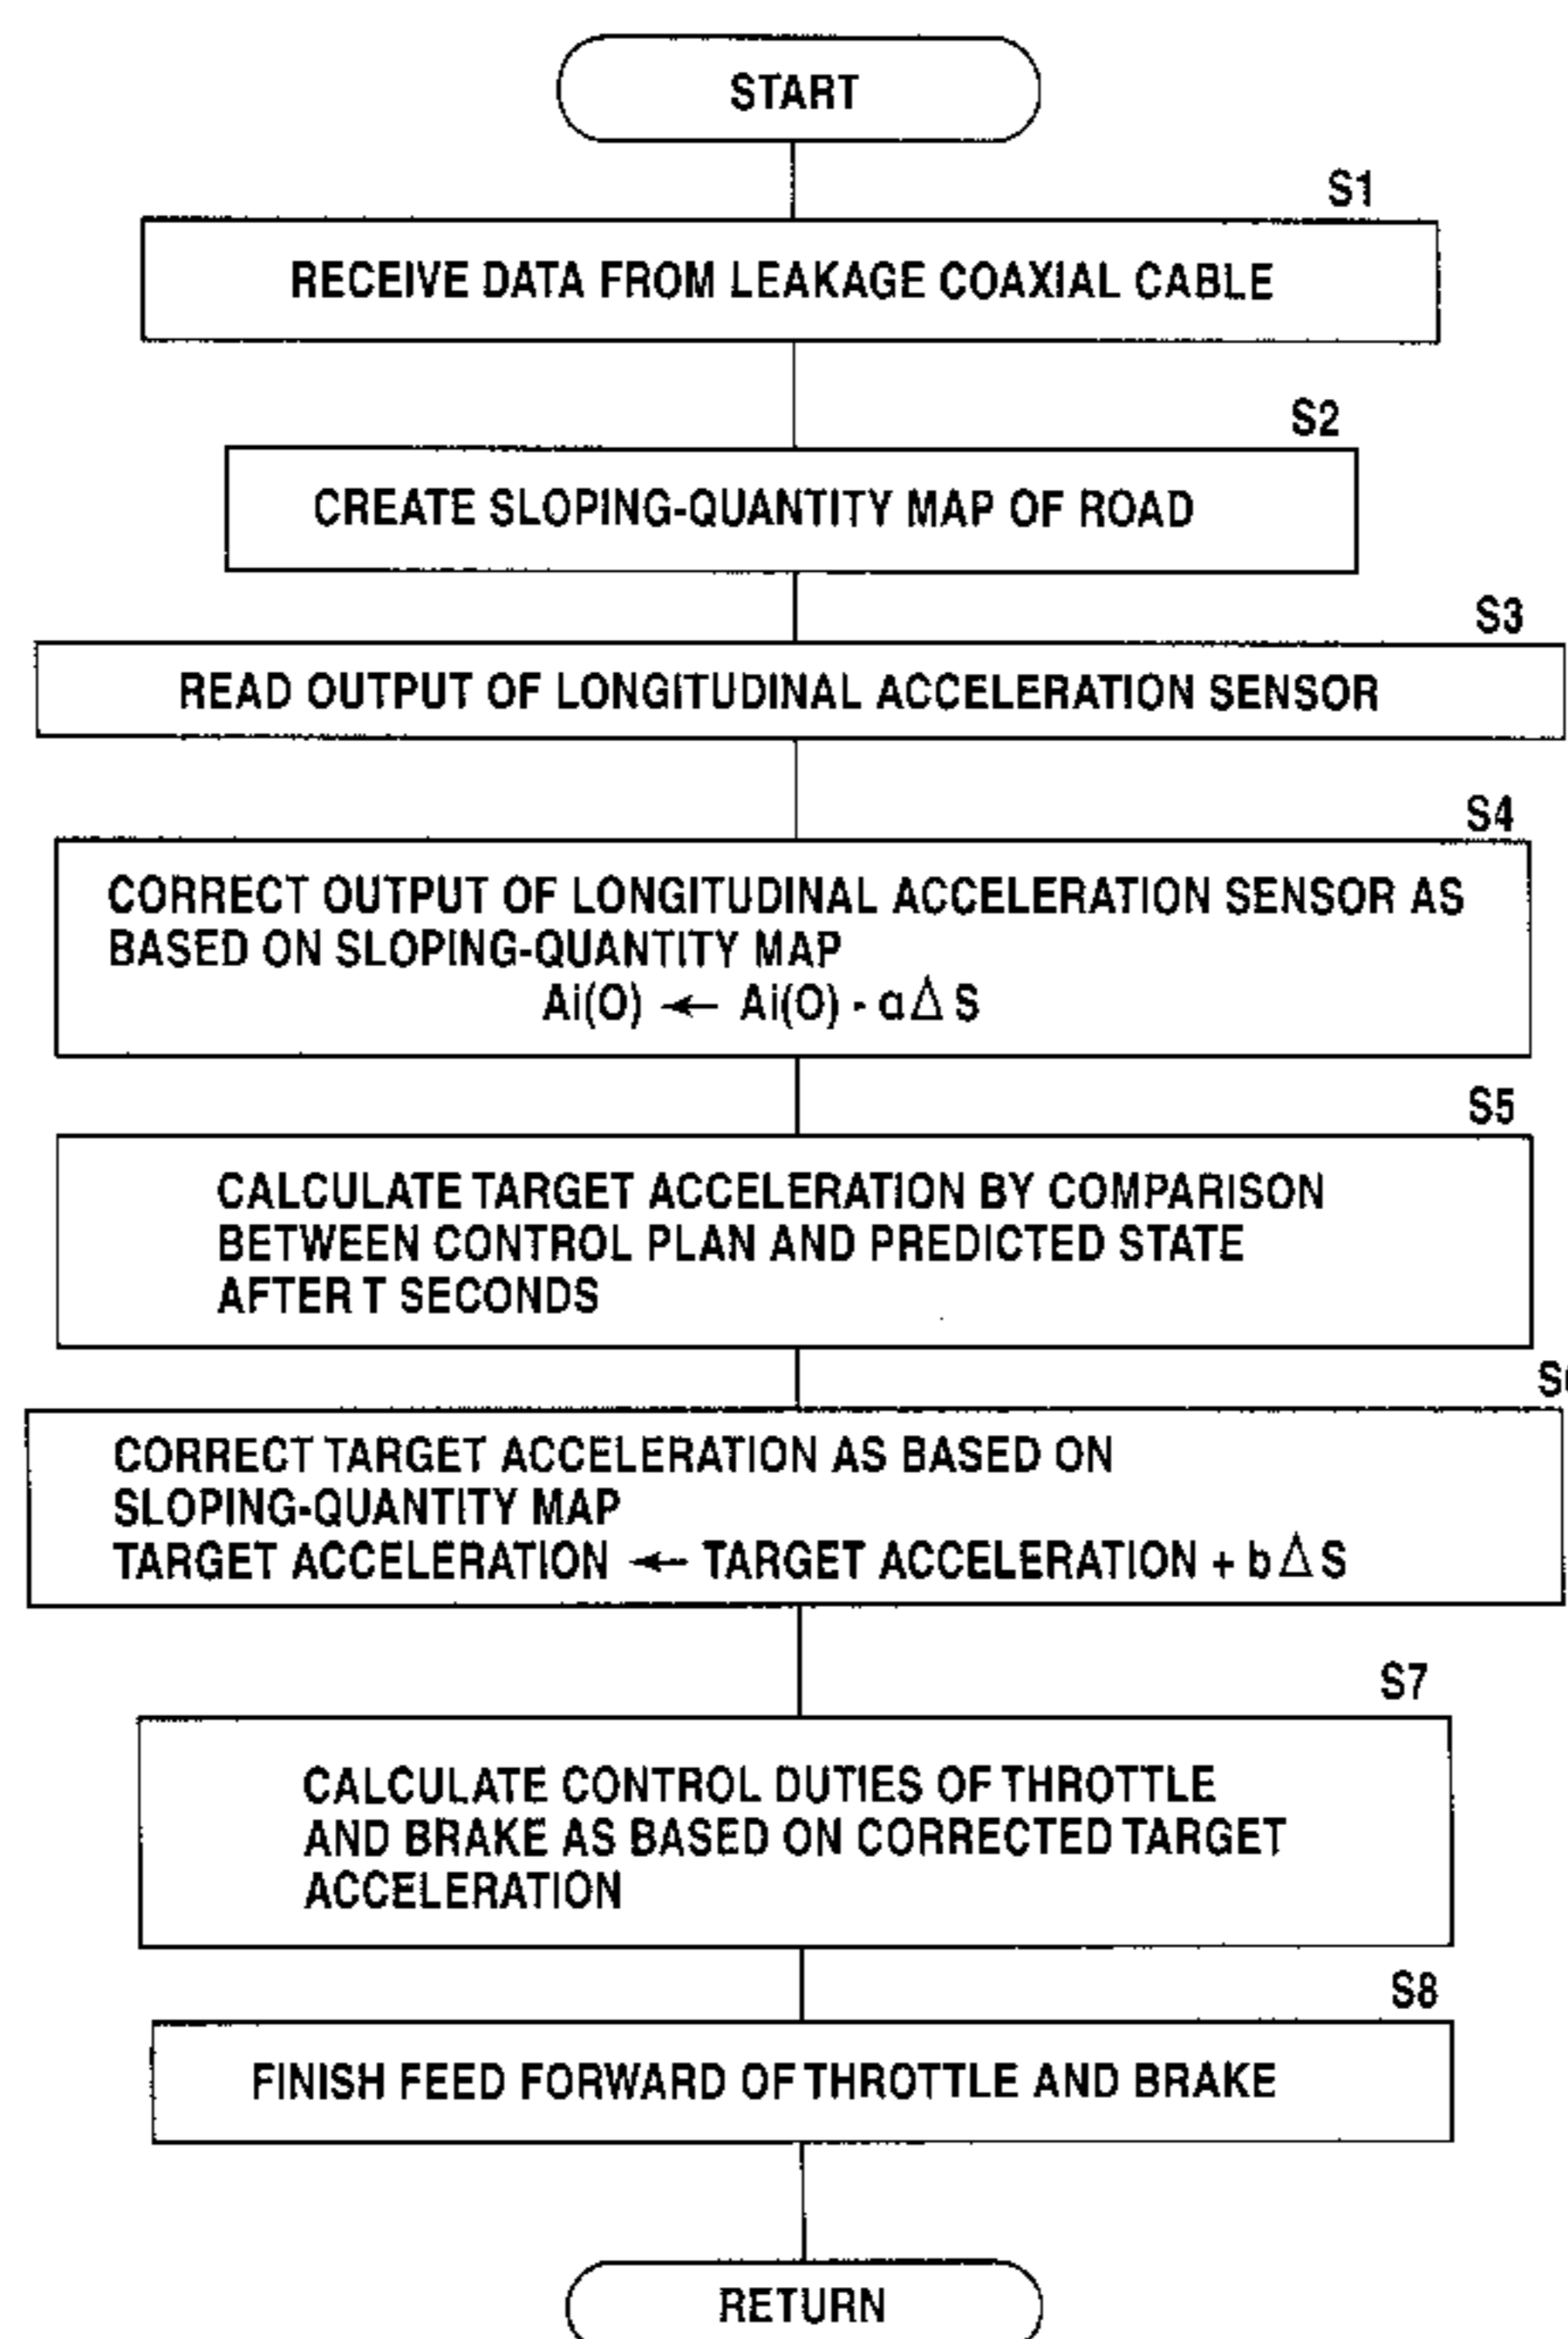 START
S1
RECEIVE DATA FROM LEAKAGE COAXIAL CABLE
S2
CREATE SLOPING-QUANTITY MAP OF ROAD
S3
READ OUTPUT OF LONGITUDINAL ACCELERATION SENSOR
S4
CORRECT OUTPUT OF LONGITUDINAL ACCELERATION SENSOR AS
BASED ON SLOPING-QUANTITY MAP
Ai(O) ← Ai(O) - a△S
S5
CALCULATE TARGET ACCELERATION BY COMPARISON
BETWEEN CONTROL PLAN AND PREDICTED STATE
AFTER T SECONDS
CORRECT TARGET ACCELERATION AS BASED ON
SLOPING-QUANTITY MAP
TARGET ACCELERATION ← TARGET ACCELERATION + b△S
S7
CALCULATE CONTROL DUTIES OF THROTTLE
AND BRAKE AS BASED ON CORRECTED TARGET
ACCELERATION
S8
FINISH FEED FORWARD OF THROTTLE AND BRAKE
RETURN